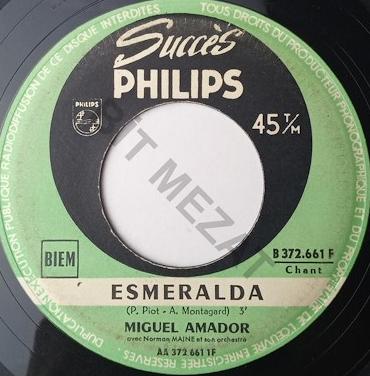 TOUS DROITS DU PRODUCTEUR PHONOGRAPHIQUE ET DU PROPRIÉTAIRE DE L'ŒUVRE ENREGISTRÉE RÉSERVÉS. DUPLICATION EXÉCUTION PUBLIQUE RADIODIFFUSION DE CE DISQUE INTERDITES.
Succès
PHILIPS
PHILIPS
45 T/M
BIEM
B 372.661 F
Chant
ESMERALDA
(P. Piot - A. Montagard) 3'
MIGUEL AMADOR
avec Norman MAINE et son orchestre
AA 372 661 1F